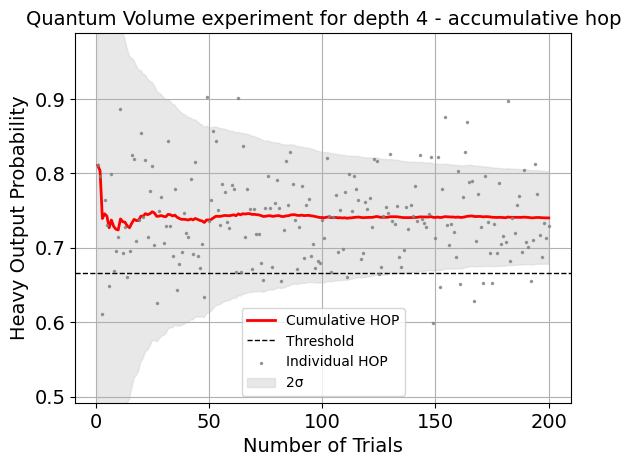 Quantum Volume experiment for depth 4 - accumulative hop
Heavy Output Probability
0.9
0.8
0.7
0.6
0.5
Cumulative HOP
Threshold
Individual HOP
2σ
0 50 100 150 200
Number of Trials